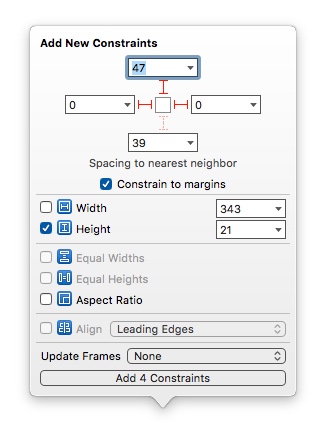 Add New Constraints
47
0 0
39
Spacing to nearest neighbor
Constrain to margins
Width 343
Height 21
Equal Widths
Equal Heights
Aspect Ratio
Align Leading Edges
Update Frames None
Add 4 Constraints